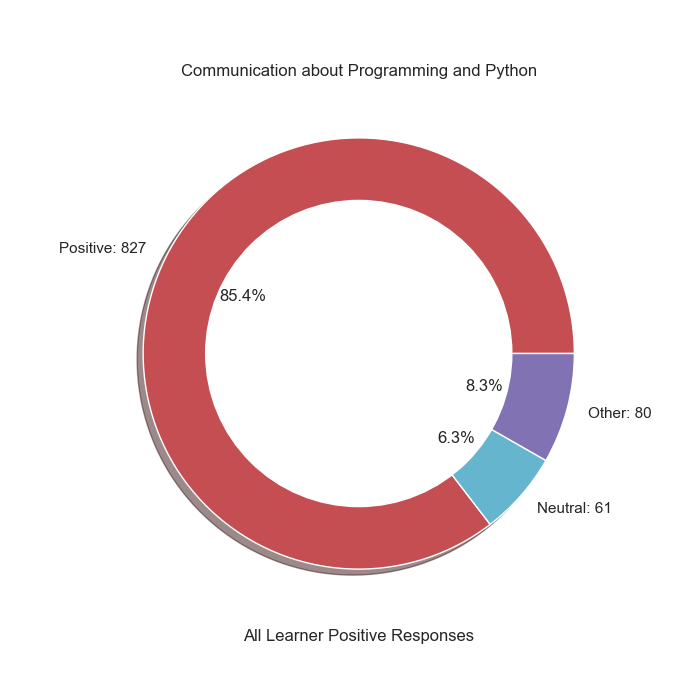 Communication about Programming and Python
Positive: 827
85.4%
8.3%
Other: 80
6.3%
Neutral: 61
All Learner Positive Responses